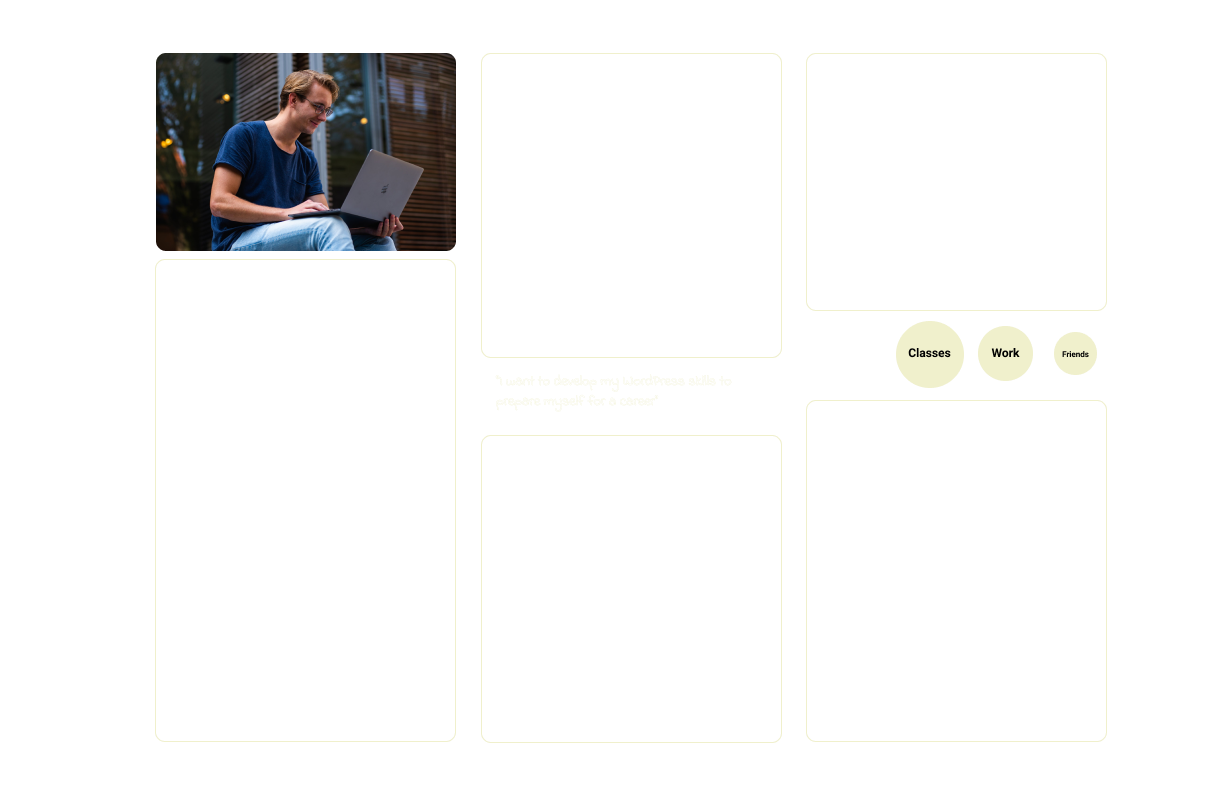 "I want to develop my WordPress skills to
prepare myself for a career"
Classes
Work
Friends